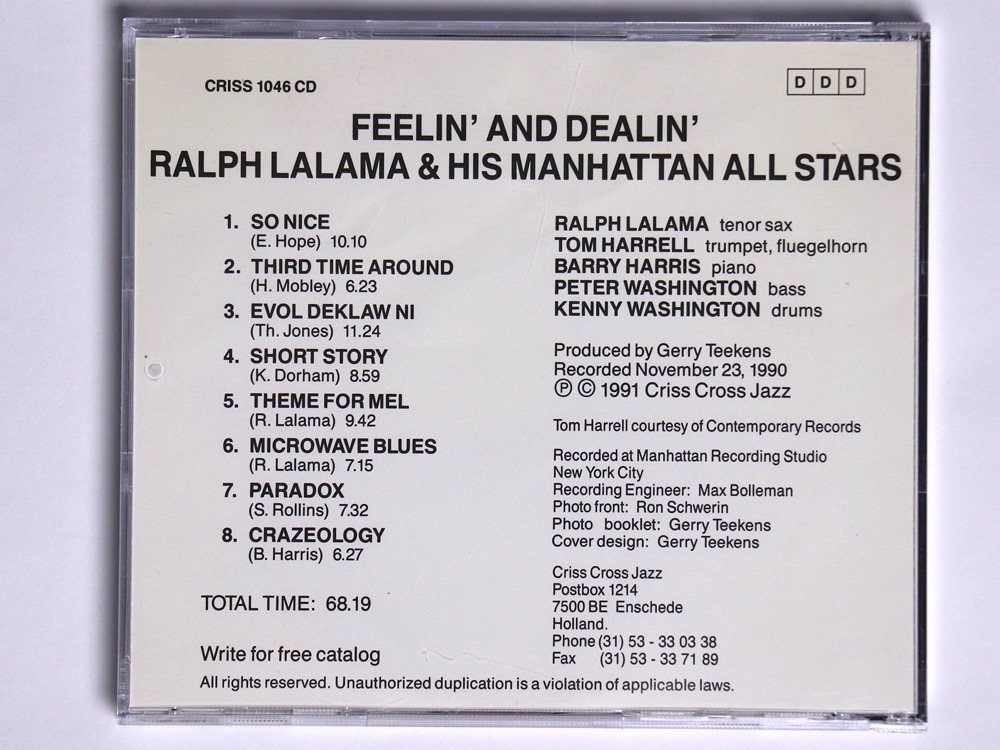 CRISS 1046 CD
D D D
FEELIN' AND DEALIN'
RALPH LALAMA & HIS MANHATTAN ALL STARS
1. SO NICE
(E. Hope) 10.10
2. THIRD TIME AROUND
(H. Mobley) 6.23
3. EVOL DEKLAW NI
(Th. Jones) 11.24
4. SHORT STORY
(K. Dorham) 8.59
5. THEME FOR MEL
(R. Lalama) 9.42
6. MICROWAVE BLUES
(R. Lalama) 7.15
7. PARADOX
(S. Rollins) 7.32
8. CRAZEOLOGY
(B. Harris) 6.27
TOTAL TIME: 68.19
Write for free catalog
RALPH LALAMA tenor sax
TOM HARRELL trumpet, fluegelhorn
BARRY HARRIS piano
PETER WASHINGTON bass
KENNY WASHINGTON drums
Produced by Gerry Teekens
Recorded November 23, 1990
Ⓟ © 1991 Criss Cross Jazz
Tom Harrell courtesy of Contemporary Records
Recorded at Manhattan Recording Studio
New York City
Recording Engineer: Max Bolleman
Photo front: Ron Schwerin
Photo booklet: Gerry Teekens
Cover design: Gerry Teekens
Criss Cross Jazz
Postbox 1214
7500 BE Enschede
Holland.
Phone (31) 53 - 33 03 38
Fax (31) 53 - 33 71 89
All rights reserved. Unauthorized duplication is a violation of applicable laws.